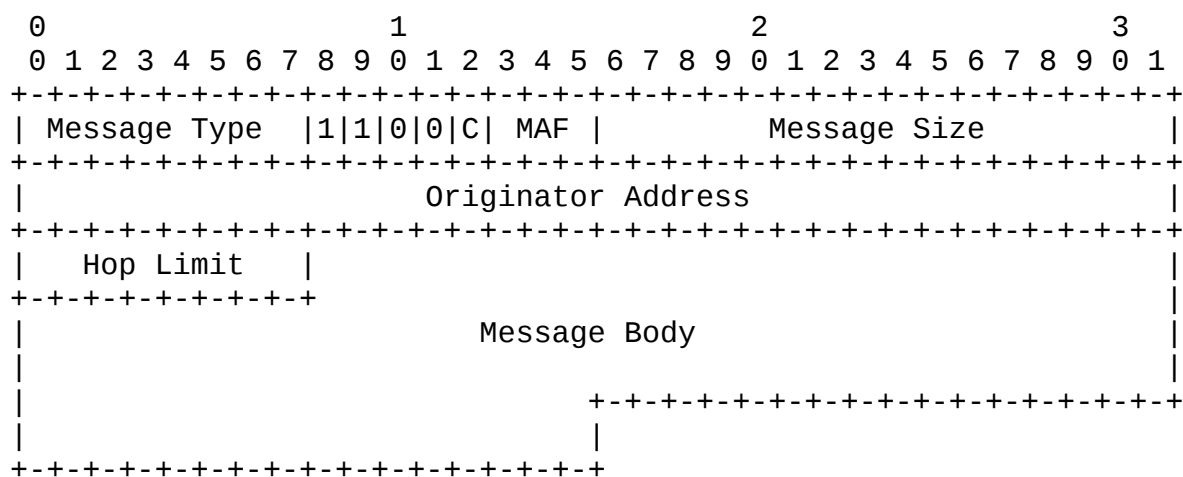 0                   1                   2                   3
 0 1 2 3 4 5 6 7 8 9 0 1 2 3 4 5 6 7 8 9 0 1 2 3 4 5 6 7 8 9 0 1
+-+-+-+-+-+-+-+-+-+-+-+-+-+-+-+-+-+-+-+-+-+-+-+-+-+-+-+-+-+-+-+-+
| Message Type  |1|1|0|0|C| MAF |         Message Size          |
+-+-+-+-+-+-+-+-+-+-+-+-+-+-+-+-+-+-+-+-+-+-+-+-+-+-+-+-+-+-+-+-+
|                      Originator Address                       |
+-+-+-+-+-+-+-+-+-+-+-+-+-+-+-+-+-+-+-+-+-+-+-+-+-+-+-+-+-+-+-+-+
|   Hop Limit   |                                               |
+-+-+-+-+-+-+-+-+                                               |
|                         Message Body                          |
|                                                               |
|                               +-+-+-+-+-+-+-+-+-+-+-+-+-+-+-+-+
|                               |
+-+-+-+-+-+-+-+-+-+-+-+-+-+-+-+-+